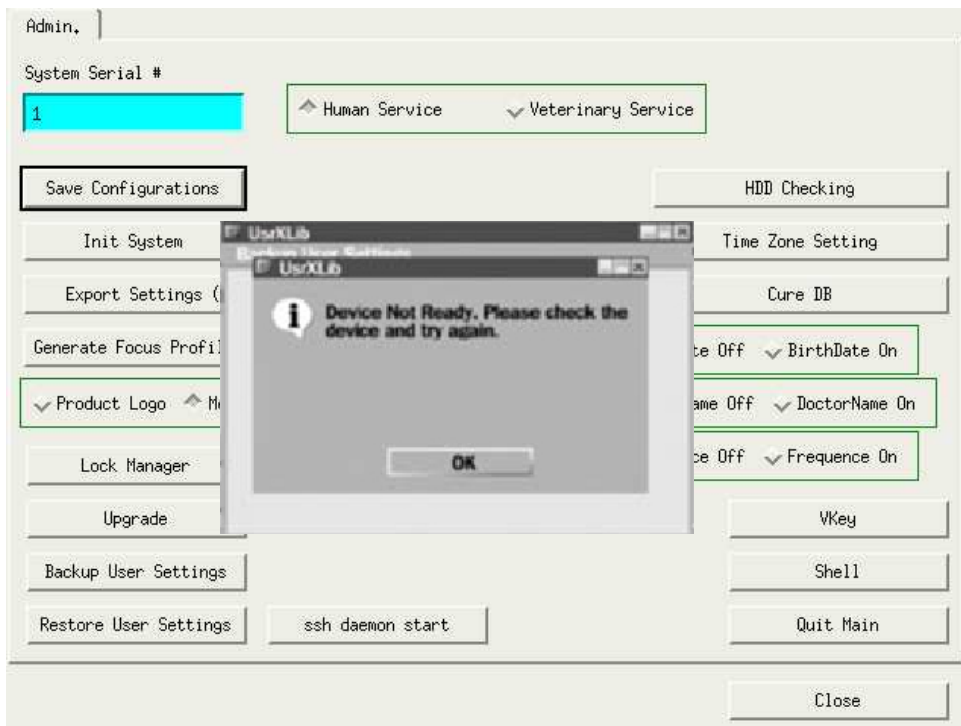 Admin.
System Serial #
1
Human Service Veterinary Service
Save Configurations HDD Checking
Init System UsrXLib Time Zone Setting
Backup User Settings
UsrXLib
Export Settings ( Cure DB
Device Not Ready. Please check the
device and try again.
Generate Focus Profil te Off BirthDate On
Product Logo M ame Off DoctorName On
Lock Manager OK ce Off Frequence On
Upgrade VKey
Backup User Settings Shell
Restore User Settings ssh daemon start Quit Main
Close